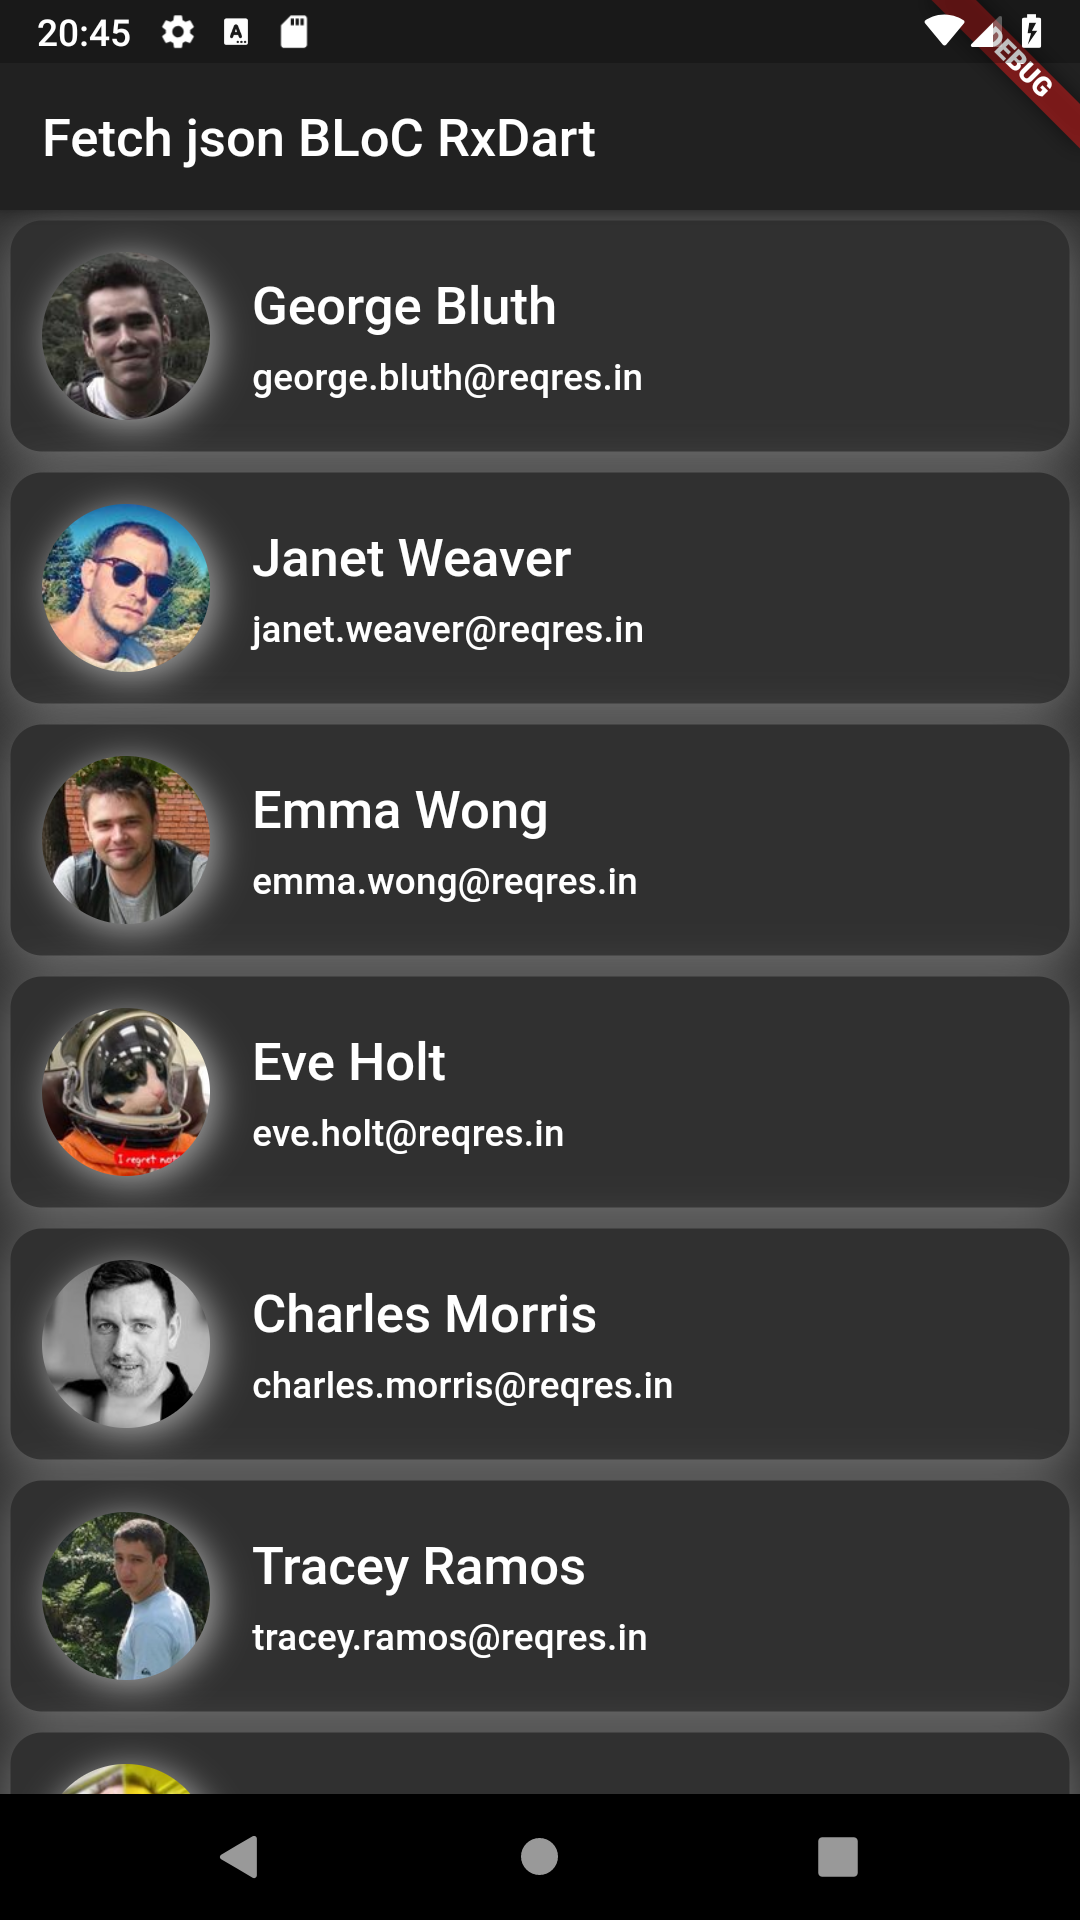 20:45
DEBUG
Fetch json BLoC RxDart
George Bluth
george.bluth@reqres.in
Janet Weaver
janet.weaver@reqres.in
Emma Wong
emma.wong@reqres.in
Eve Holt
eve.holt@reqres.in
I regret
Charles Morris
charles.morris@reqres.in
Tracey Ramos
tracey.ramos@reqres.in